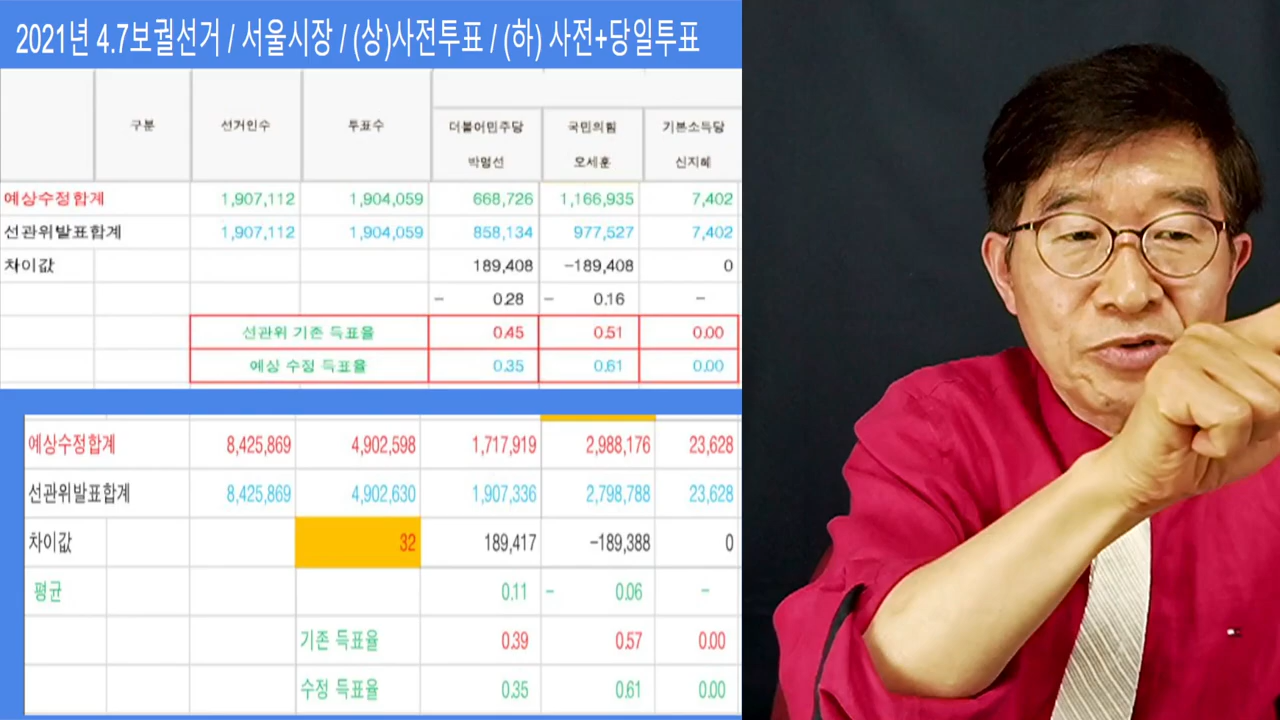 2021년 4.7보궐선거 / 서울시장 / (상)사전투표 / (하) 사전+당일투표
구분 선거인수 투표수 더불어민주당 국민의힘 기본소득당
박영선 오세훈 신지혜
예상수정합계 1,907,112 1,904,059 668,726 1,166,935 7,402
선관위발표합계 1,907,112 1,904,059 858,134 977,527 7,402
차이값 189,408 -189,408 0
- 0.28 - 0.16 -
선관위 기존 득표율 0.45 0.51 0.00
예상 수정 득표율 0.35 0.61 0.00
예상수정합계 8,425,869 4,902,598 1,717,919 2,988,176 23,628
선관위발표합계 8,425,869 4,902,630 1,907,336 2,798,788 23,628
차이값 32 189,417 -189,388 0
평균 0.11 - 0.06 -
기존 득표율 0.39 0.57 0.00
수정 득표율 0.35 0.61 0.00